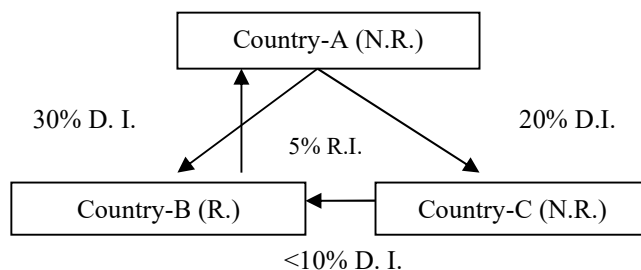 Country-A (N.R.)
30% D. I.
20% D.I.
5% R.I.
Country-B (R.)
Country-C (N.R.)
<10% D. I.